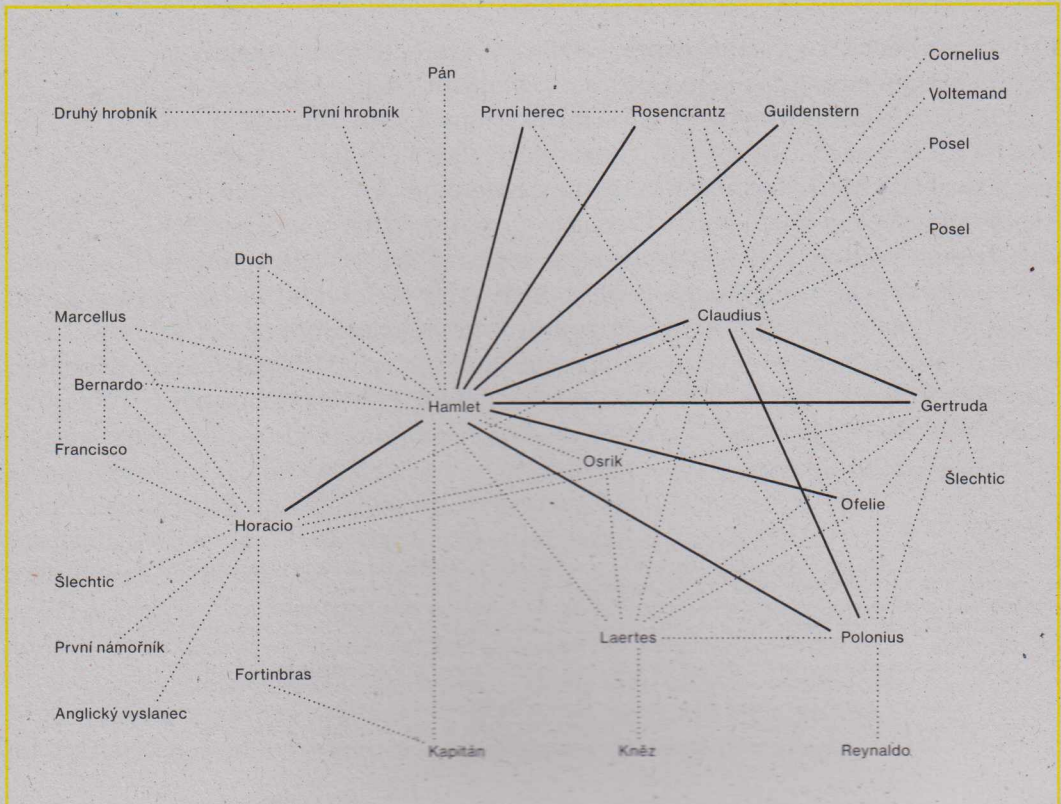 Cornelius
Pán
Voltemand
Druhý hrobník
První hrobník
První herec
Rosencrantz
Guildenstern
Posel
Posel
Duch
Marcellus
Claudius
Bernardo
Hamlet
Gertruda
Francisco
Osrik
Šlechtic
Ofelie
Horacio
Šlechtic
Laertes
Polonius
První námořník
Fortinbras
Anglický vyslanec
Kapitán
Kněz
Reynaldo